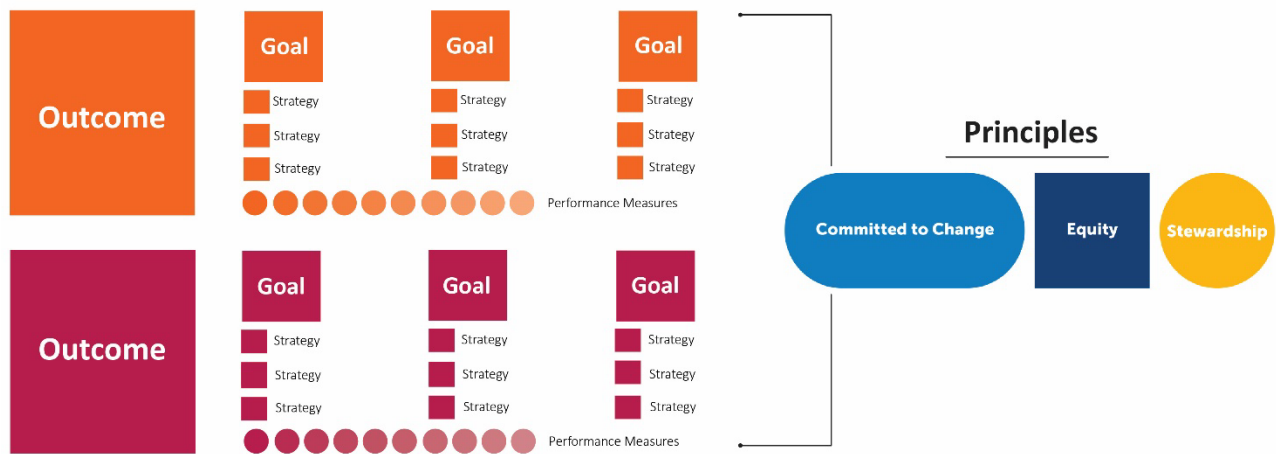 Outcome
Goal
Goal
Goal
Strategy
Strategy
Strategy
Strategy
Strategy
Strategy
Strategy
Strategy
Strategy
Performance Measures
Outcome
Goal
Goal
Goal
Strategy
Strategy
Strategy
Strategy
Strategy
Strategy
Strategy
Strategy
Strategy
Performance Measures
Principles
Committed to Change
Equity
Stewardship